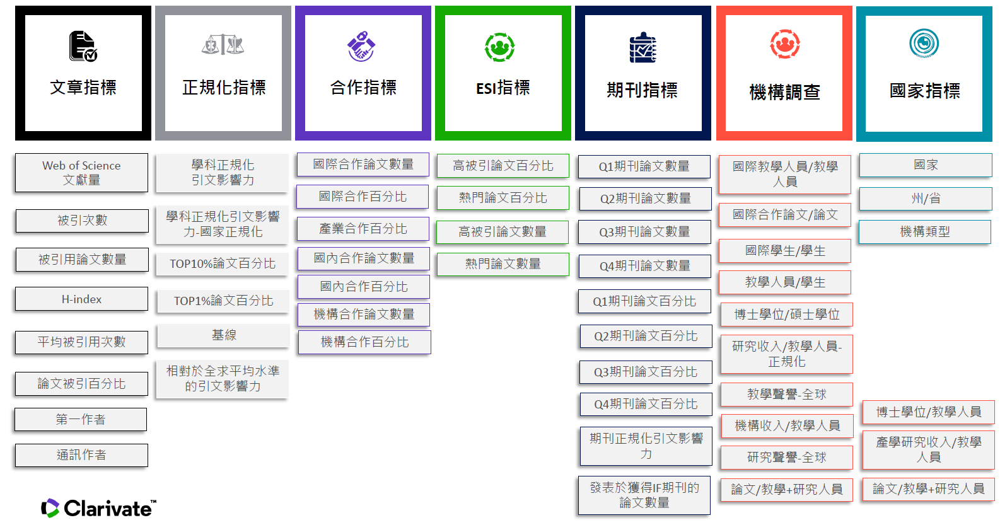 文章指標
Web of Science
文獻量
被引次數
被引用論文數量
H-index
平均被引用次數
論文被引百分比
第一作者
通訊作者
正規化指標
學科正規化
引文影響力
學科正規化引文影響
力-國家正規化
TOP10%論文百分比
TOP1%論文百分比
基線
相對於全求平均水準
的引文影響力
合作指標
國際合作論文數量
國際合作百分比
產業合作百分比
國內合作論文數量
國內合作百分比
機構合作論文數量
機構合作百分比
ESI指標
高被引論文百分比
熱門論文百分比
高被引論文數量
熱門論文數量
期刊指標
Q1期刊論文數量
Q2期刊論文數量
Q3期刊論文數量
Q4期刊論文數量
Q1期刊論文百分比
Q2期刊論文百分比
Q3期刊論文百分比
Q4期刊論文百分比
期刊正規化引文影響
力
發表於獲得IF期刊的
論文數量
機構調查
國際教學人員/教學
人員
國際合作論文/論文
國際學生/學生
教學人員/學生
博士學位/碩士學位
研究收入/教學人員-
正規化
教學聲譽-全球
機構收入/教學人員
研究聲譽-全球
論文/教學+研究人員
國家指標
國家
州/省
機構類型
博士學位/教學人員
產學研究收入/教學
人員
論文/教學+研究人員
Clarivate™